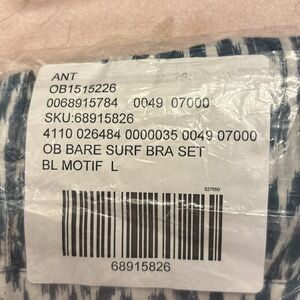 ANT
OB1515226
0068915784 0049 07000
SKU:68915826
4110 026484 0000035 0049 07000
OB BARE SURF BRA SET
BL MOTIF L
527550
68915826